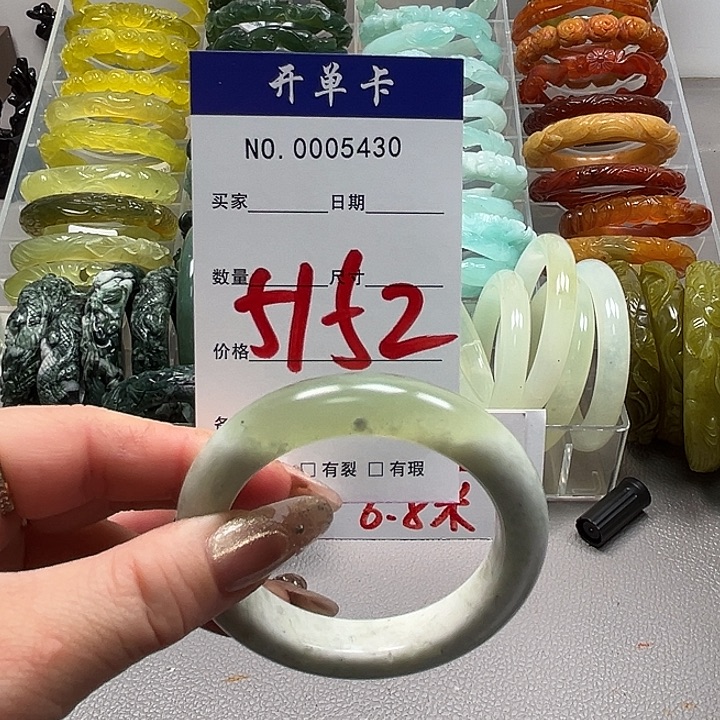 开单卡
NO.0005430
买家 日期
数量 尺寸
5152
价格
□有裂 □有瑕
6.8木